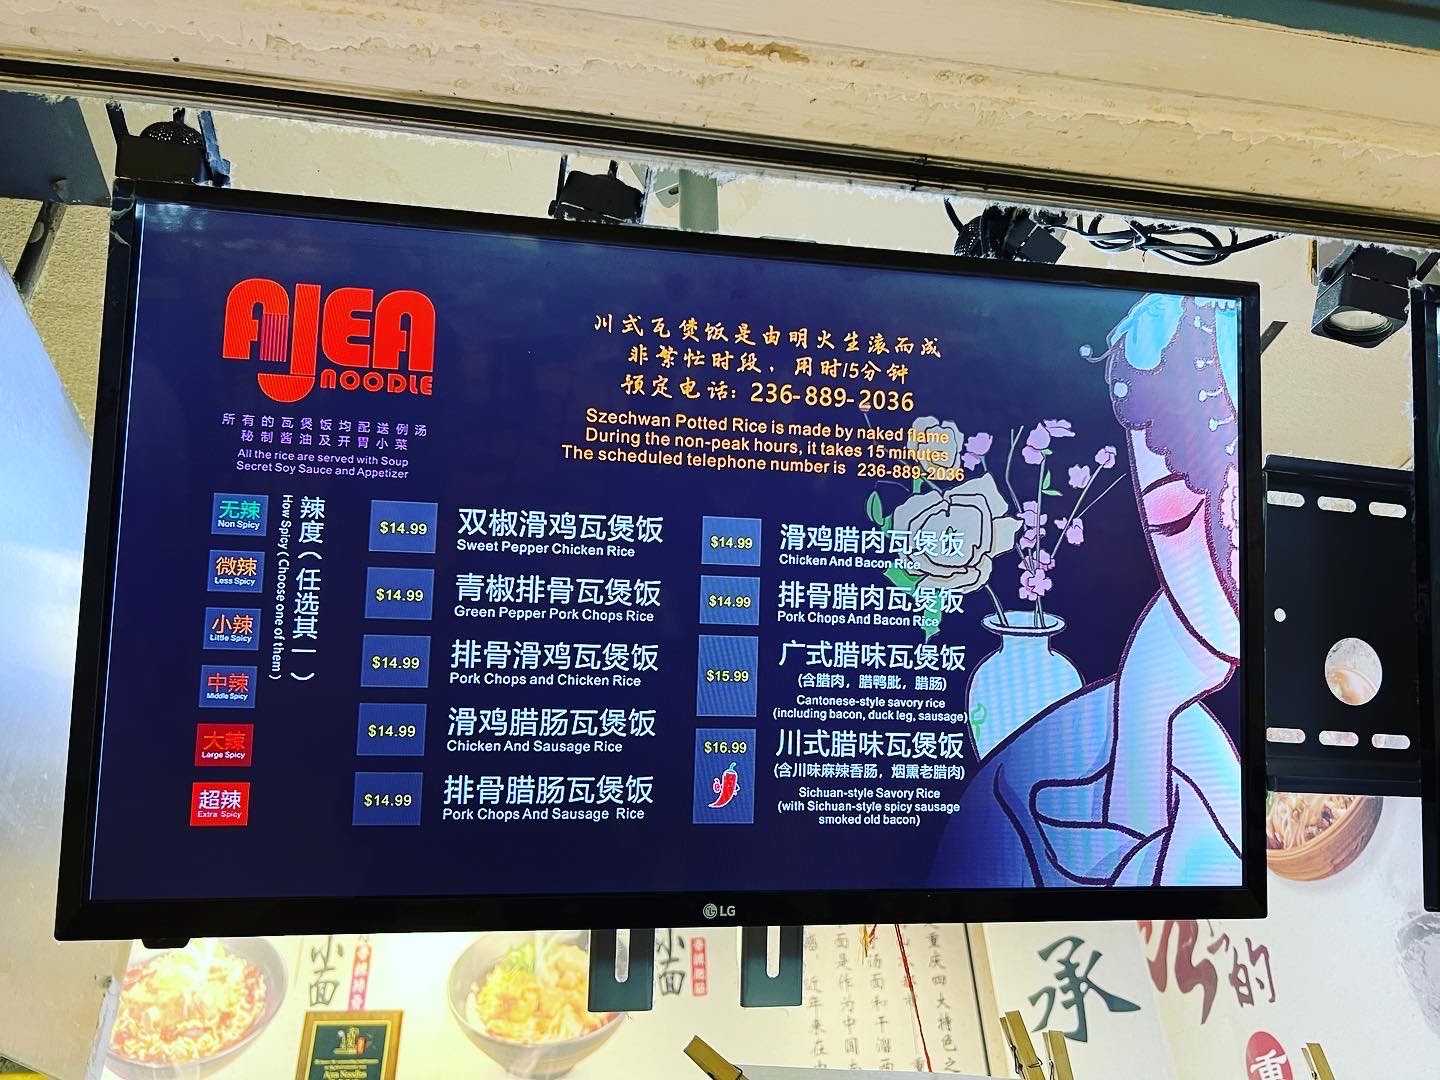 AJEA
NOODLE
所有的瓦煲饭均配送例汤
秘制酱油及开胃小菜
All the rice are served with Soup
Secret Soy Sauce and Appetizer
川式瓦煲饭是由明火生滚而成
非繁忙时段，用时15分钟
预定电话：236-889-2036
Szechwan Potted Rice is made by naked flame
During the non-peak hours, it takes 15 minutes
The scheduled telephone number is 236-889-2036
辣度（任选其一）
How Spicy ( Choose one of them )
无辣
Non Spicy
微辣
Less Spicy
小辣
Little Spicy
中辣
Middle Spicy
大辣
Large Spicy
超辣
Extra Spicy
$14.99 双椒滑鸡瓦煲饭
Sweet Pepper Chicken Rice
$14.99 青椒排骨瓦煲饭
Green Pepper Pork Chops Rice
$14.99 排骨滑鸡瓦煲饭
Pork Chops and Chicken Rice
$14.99 滑鸡腊肠瓦煲饭
Chicken And Sausage Rice
$14.99 排骨腊肠瓦煲饭
Pork Chops And Sausage Rice
$14.99 滑鸡腊肉瓦煲饭
Chicken And Bacon Rice
$14.99 排骨腊肉瓦煲饭
Pork Chops And Bacon Rice
$15.99 广式腊味瓦煲饭
(含腊肉，腊鸭肶，腊肠)
Cantonese-style savory rice
(including bacon, duck leg, sausage)
$16.99 川式腊味瓦煲饭
(含川味麻辣香肠，烟熏老腊肉)
Sichuan-style Savory Rice
(with Sichuan-style spicy sausage
smoked old bacon)
LG
小面
小面
承
的
重